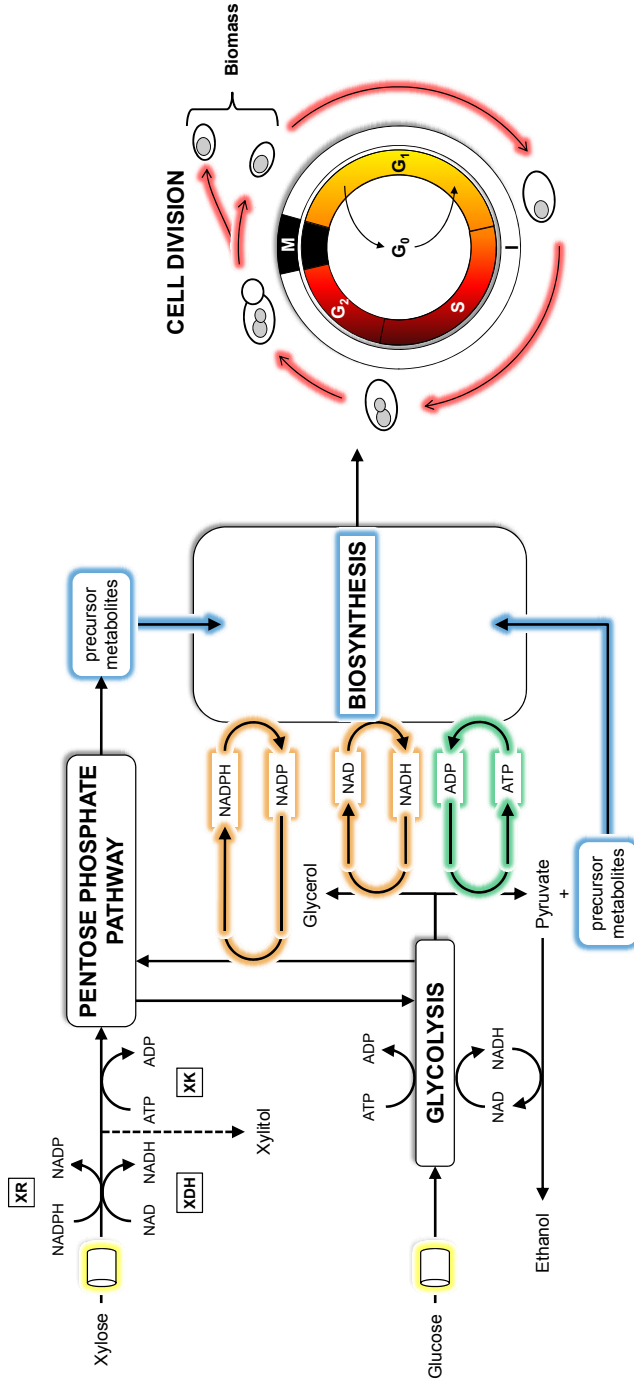 CELL DIVISION
Biomass
M
G1
G2
G0
S
I
precursor
metabolites
PENTOSE PHOSPHATE
PATHWAY
XR
NADPH
NADP
NAD
NADH
XDH
ATP
ADP
XK
Xylose
Xylitol
NADPH
NADP
NAD
NADH
ADP
ATP
BIOSYNTHESIS
Glycerol
ATP
ADP
GLYCOLYSIS
Glucose
NAD
NADH
Ethanol
Pyruvate
+
precursor
metabolites